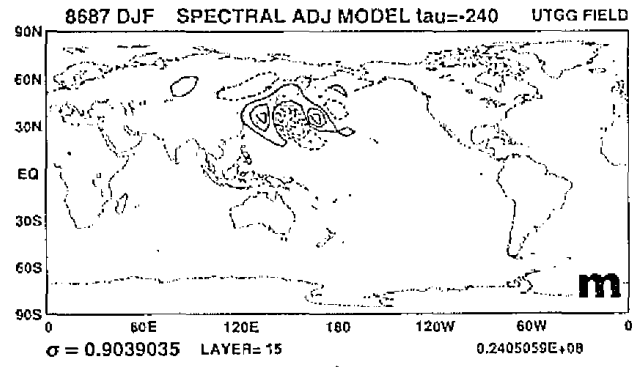 8687 DJF SPECTRAL ADJ MODEL tau=-240 UTGG FIELD
90N
60N
30N
EQ
30S
60S
90S
m
0 60E 120E 180 120W 60W 0
σ = 0.9039035 LAYER= 15 0.2405059E+08